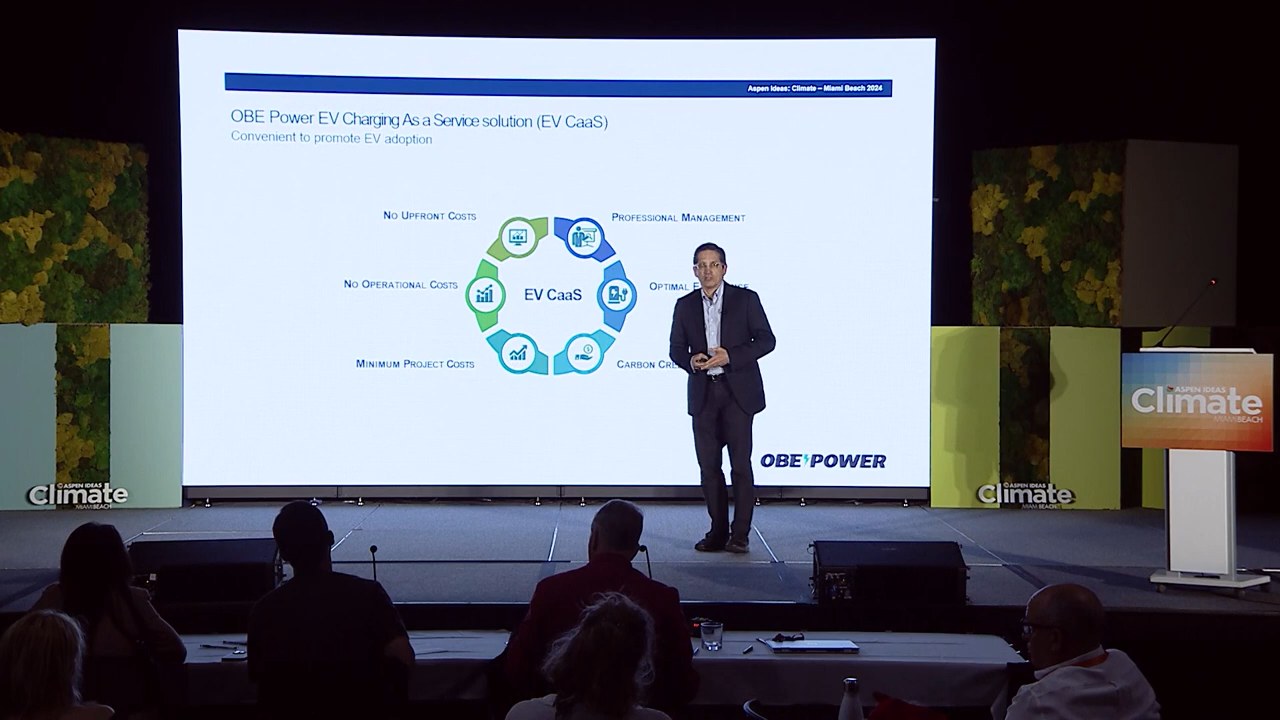 Aspen Ideas: Climate – Miami Beach 2024
OBE Power EV Charging As a Service solution (EV CaaS)
Convenient to promote EV adoption
No Upfront Costs
Professional Management
No Operational Costs
EV CaaS
Optimal
Minimum Project Costs
Carbon
OBE POWER
ASPEN IDEAS
Climate
MIAMI BEACH
ASPEN IDEAS
Climate
MIAMI BEACH
ASPEN IDEAS
Climate
MIAMI BEACH